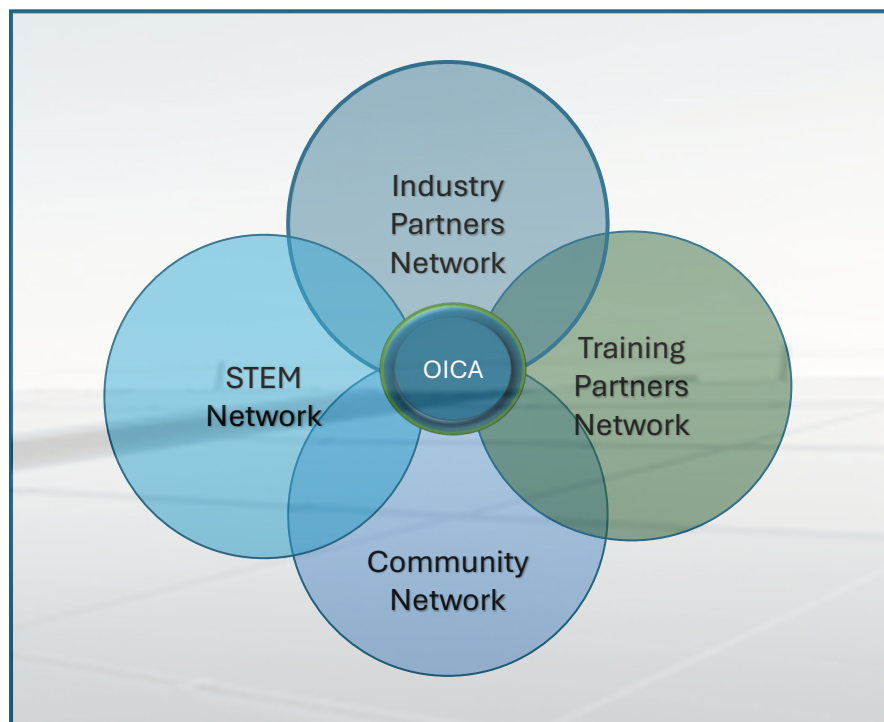 Industry
Partners
Network
STEM
Network
OICA
Training
Partners
Network
Community
Network